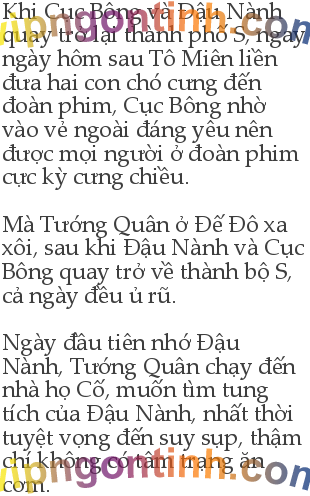 Khi Cục Bông và Đậu Nành
quay trở lại thành phố S, ngay
ngày hôm sau Tô Miên liền
đưa hai con chó cưng đến
đoàn phim, Cục Bông nhờ
vào vẻ ngoài đáng yêu nên
được mọi người ở đoàn phim
cực kỳ cưng chiều.
Mà Tướng Quân ở Đế Đô xa
xôi, sau khi Đậu Nành và Cục
Bông quay trở về thành bộ S,
cả ngày đều ủ rũ.
Ngày đầu tiên nhớ Đậu
Nành, Tướng Quân chạy đến
nhà họ Cố, muốn tìm tung
tích của Đậu Nành, nhất thời
tuyệt vọng đến suy sụp, thậm
chí không có tâm trạng ăn
cơm.